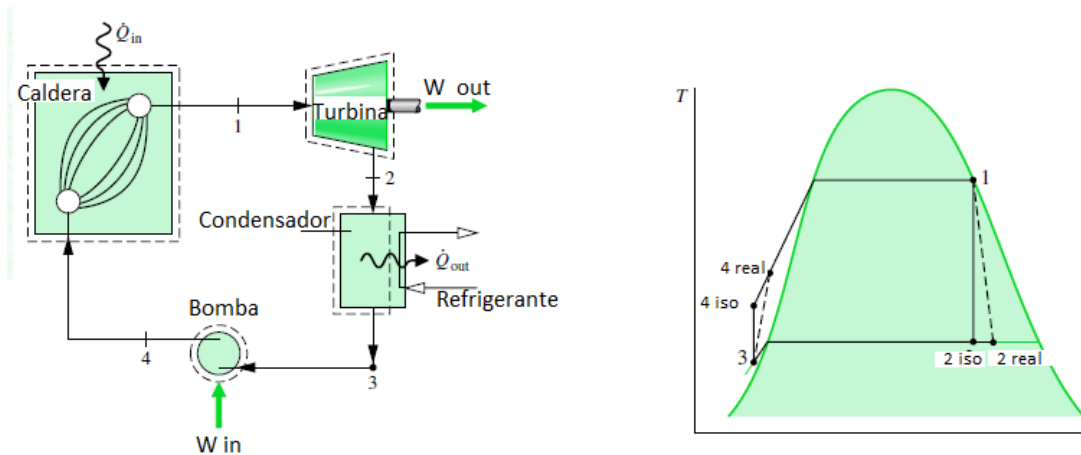 Q̇in
Caldera
1
Turbina
W out
2
Condensador
Q̇out
Refrigerante
Bomba
4
3
W in
T
1
4 real
4 iso
3
2 iso
2 real